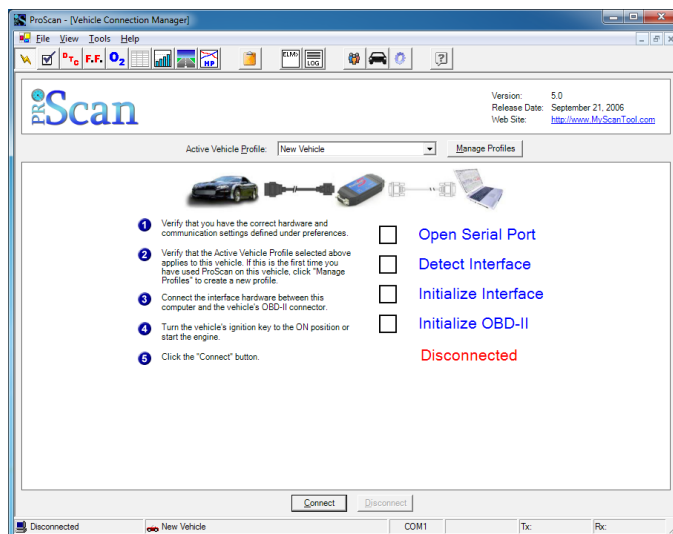 ProScan - [Vehicle Connection Manager]
File View Tools Help
DTC F.F. O2 HP ELM> LOG
PROScan
Version: 5.0
Release Date: September 21, 2006
Web Site: http://www.MyScanTool.com
Active Vehicle Profile: New Vehicle Manage Profiles
1 Verify that you have the correct hardware and
communication settings defined under preferences.
2 Verify that the Active Vehicle Profile selected above
applies to this vehicle. If this is the first time you
have used ProScan on this vehicle, click "Manage
Profiles" to create a new profile.
3 Connect the interface hardware between this
computer and the vehicle's OBD-II connector.
4 Turn the vehicle's ignition key to the ON position or
start the engine.
5 Click the "Connect" button.
Open Serial Port
Detect Interface
Initialize Interface
Initialize OBD-II
Disconnected
Connect Disconnect
Disconnected New Vehicle COM1 Tx: Rx: